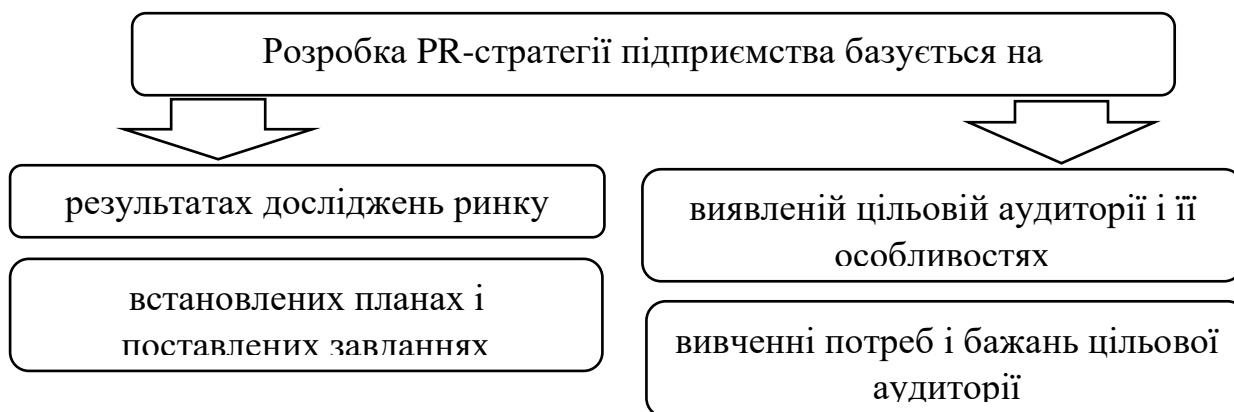 Розробка PR-стратегії підприємства базується на
результатах досліджень ринку
встановлених планах і
поставлених завданнях
виявленій цільовій аудиторії і її
особливостях
вивченні потреб і бажань цільової
аудиторії